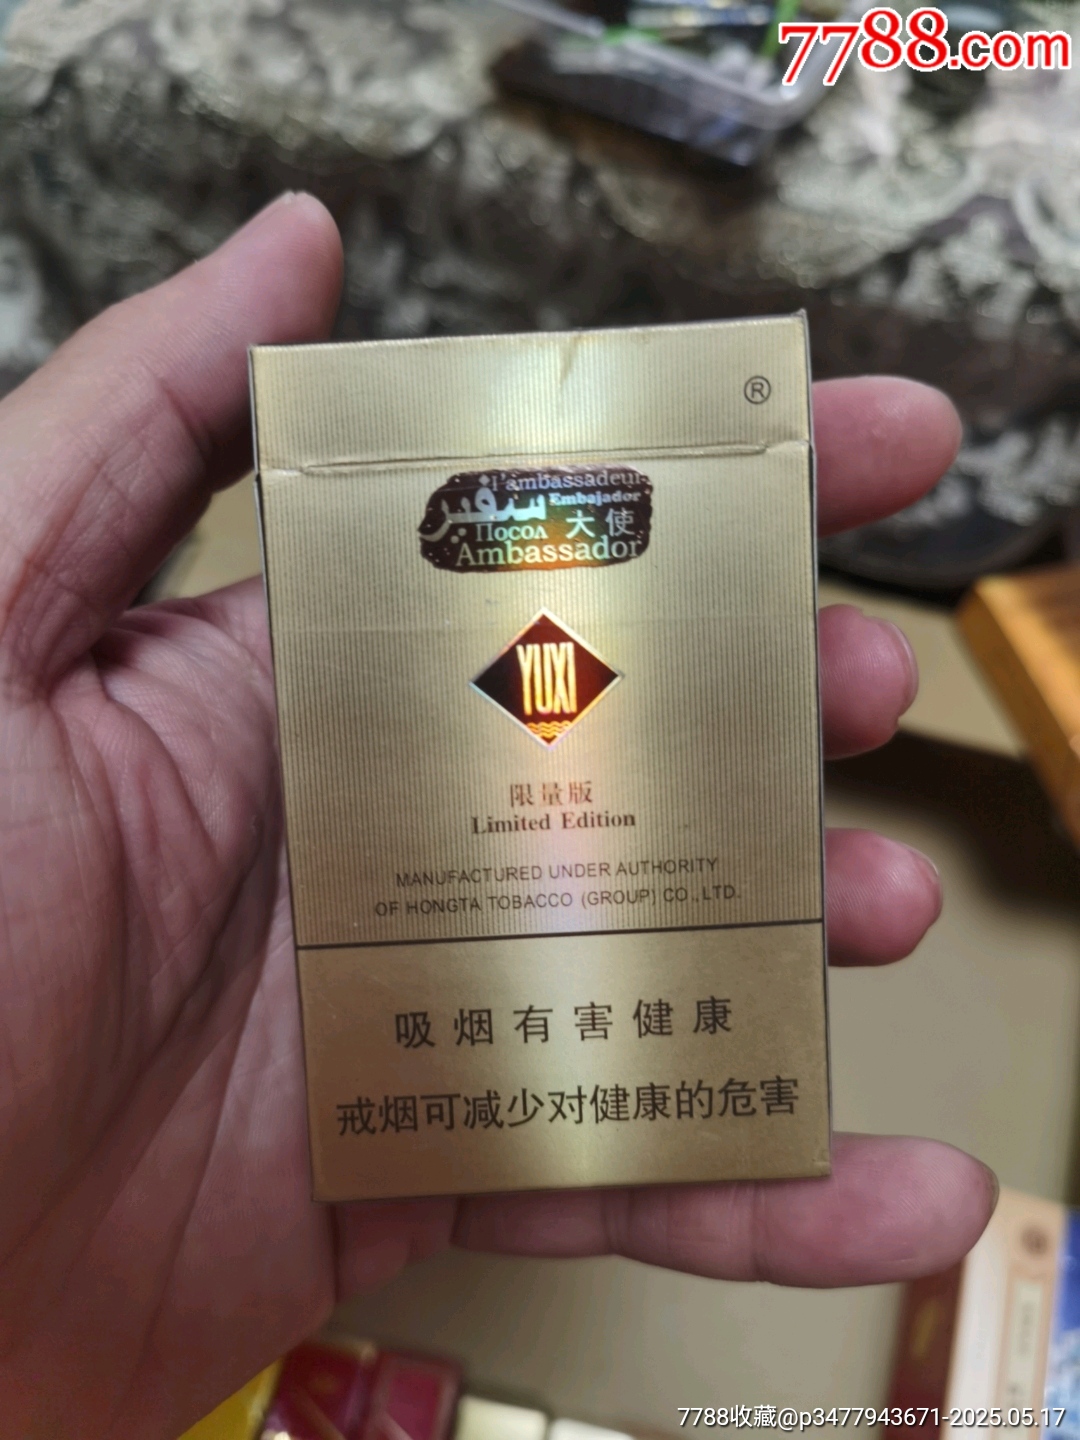 7788.com
®
l'ambassadeur
سفير
Embajador
Посол 大使
Ambassador
YUXI
限量版
Limited Edition
MANUFACTURED UNDER AUTHORITY
OF HONGTA TOBACCO (GROUP) CO.,LTD.
吸烟有害健康
戒烟可减少对健康的危害
7788收藏@p3477943671-2025.05.17